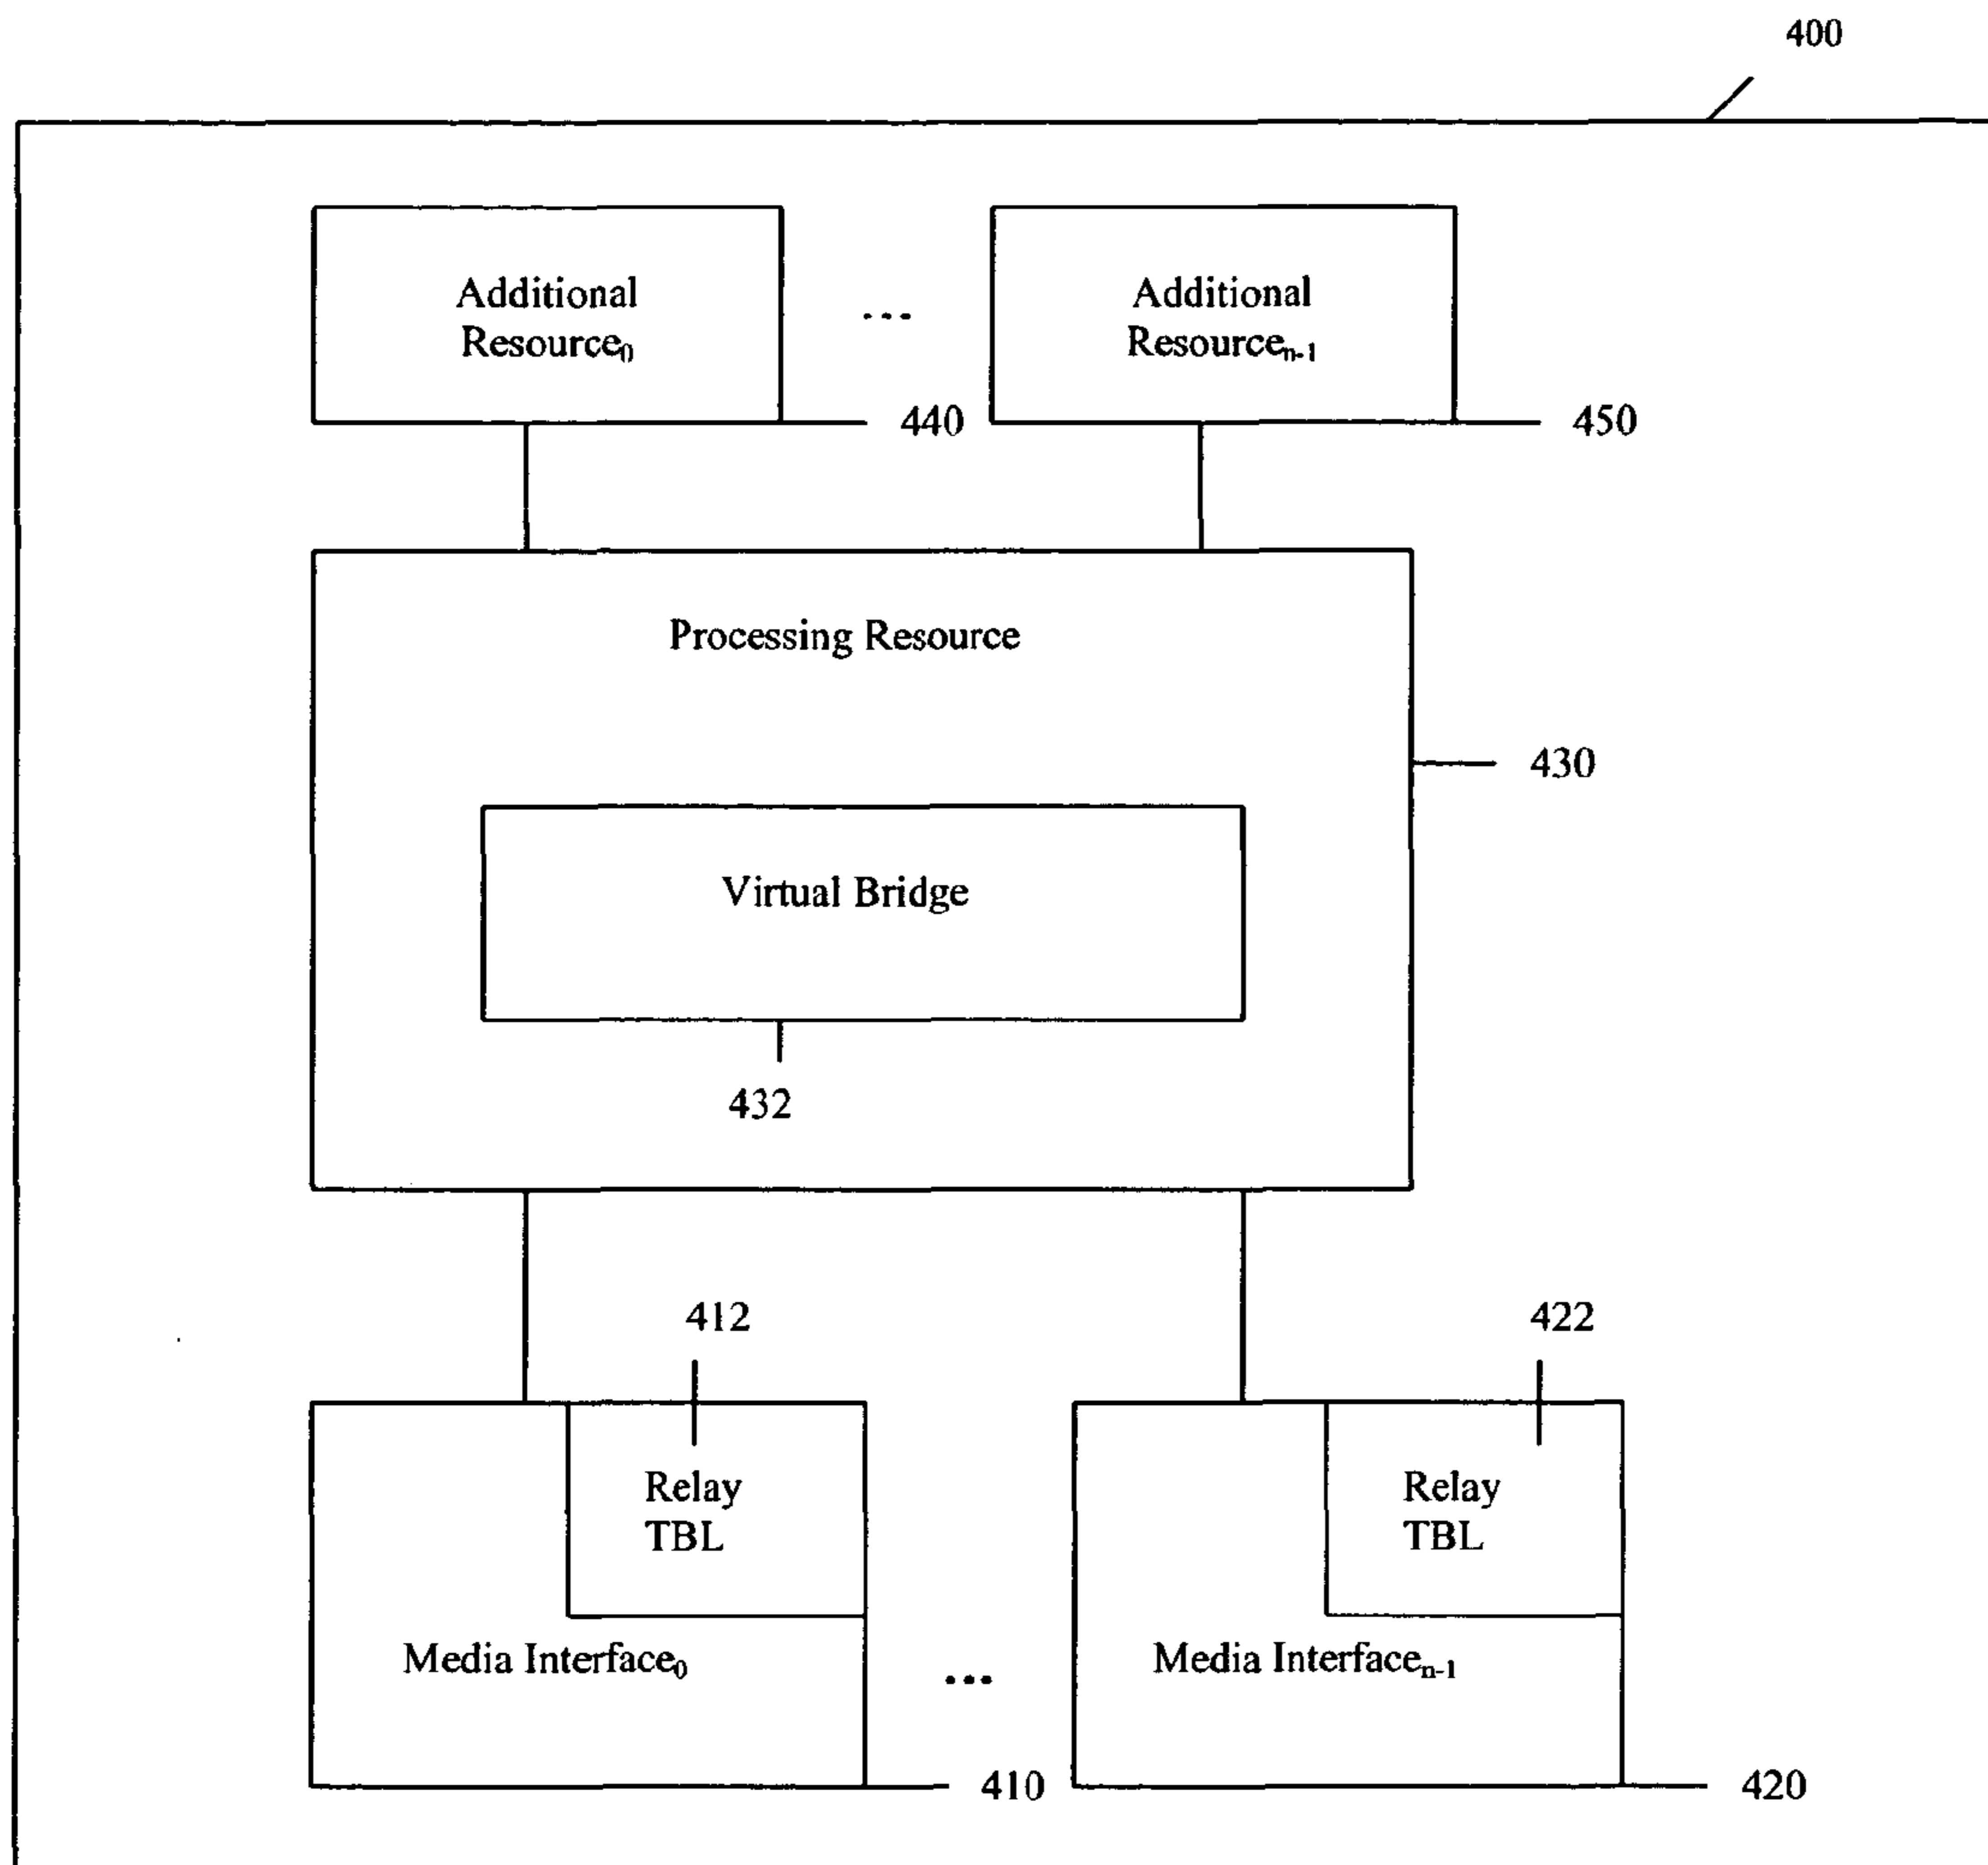 400
Additional
Resource₀
...
Additional
Resourceₙ₋₁
440
450
Processing Resource
430
Virtual Bridge
432
412
422
Relay
TBL
Relay
TBL
Media Interface₀
...
Media Interfaceₙ₋₁
410
420